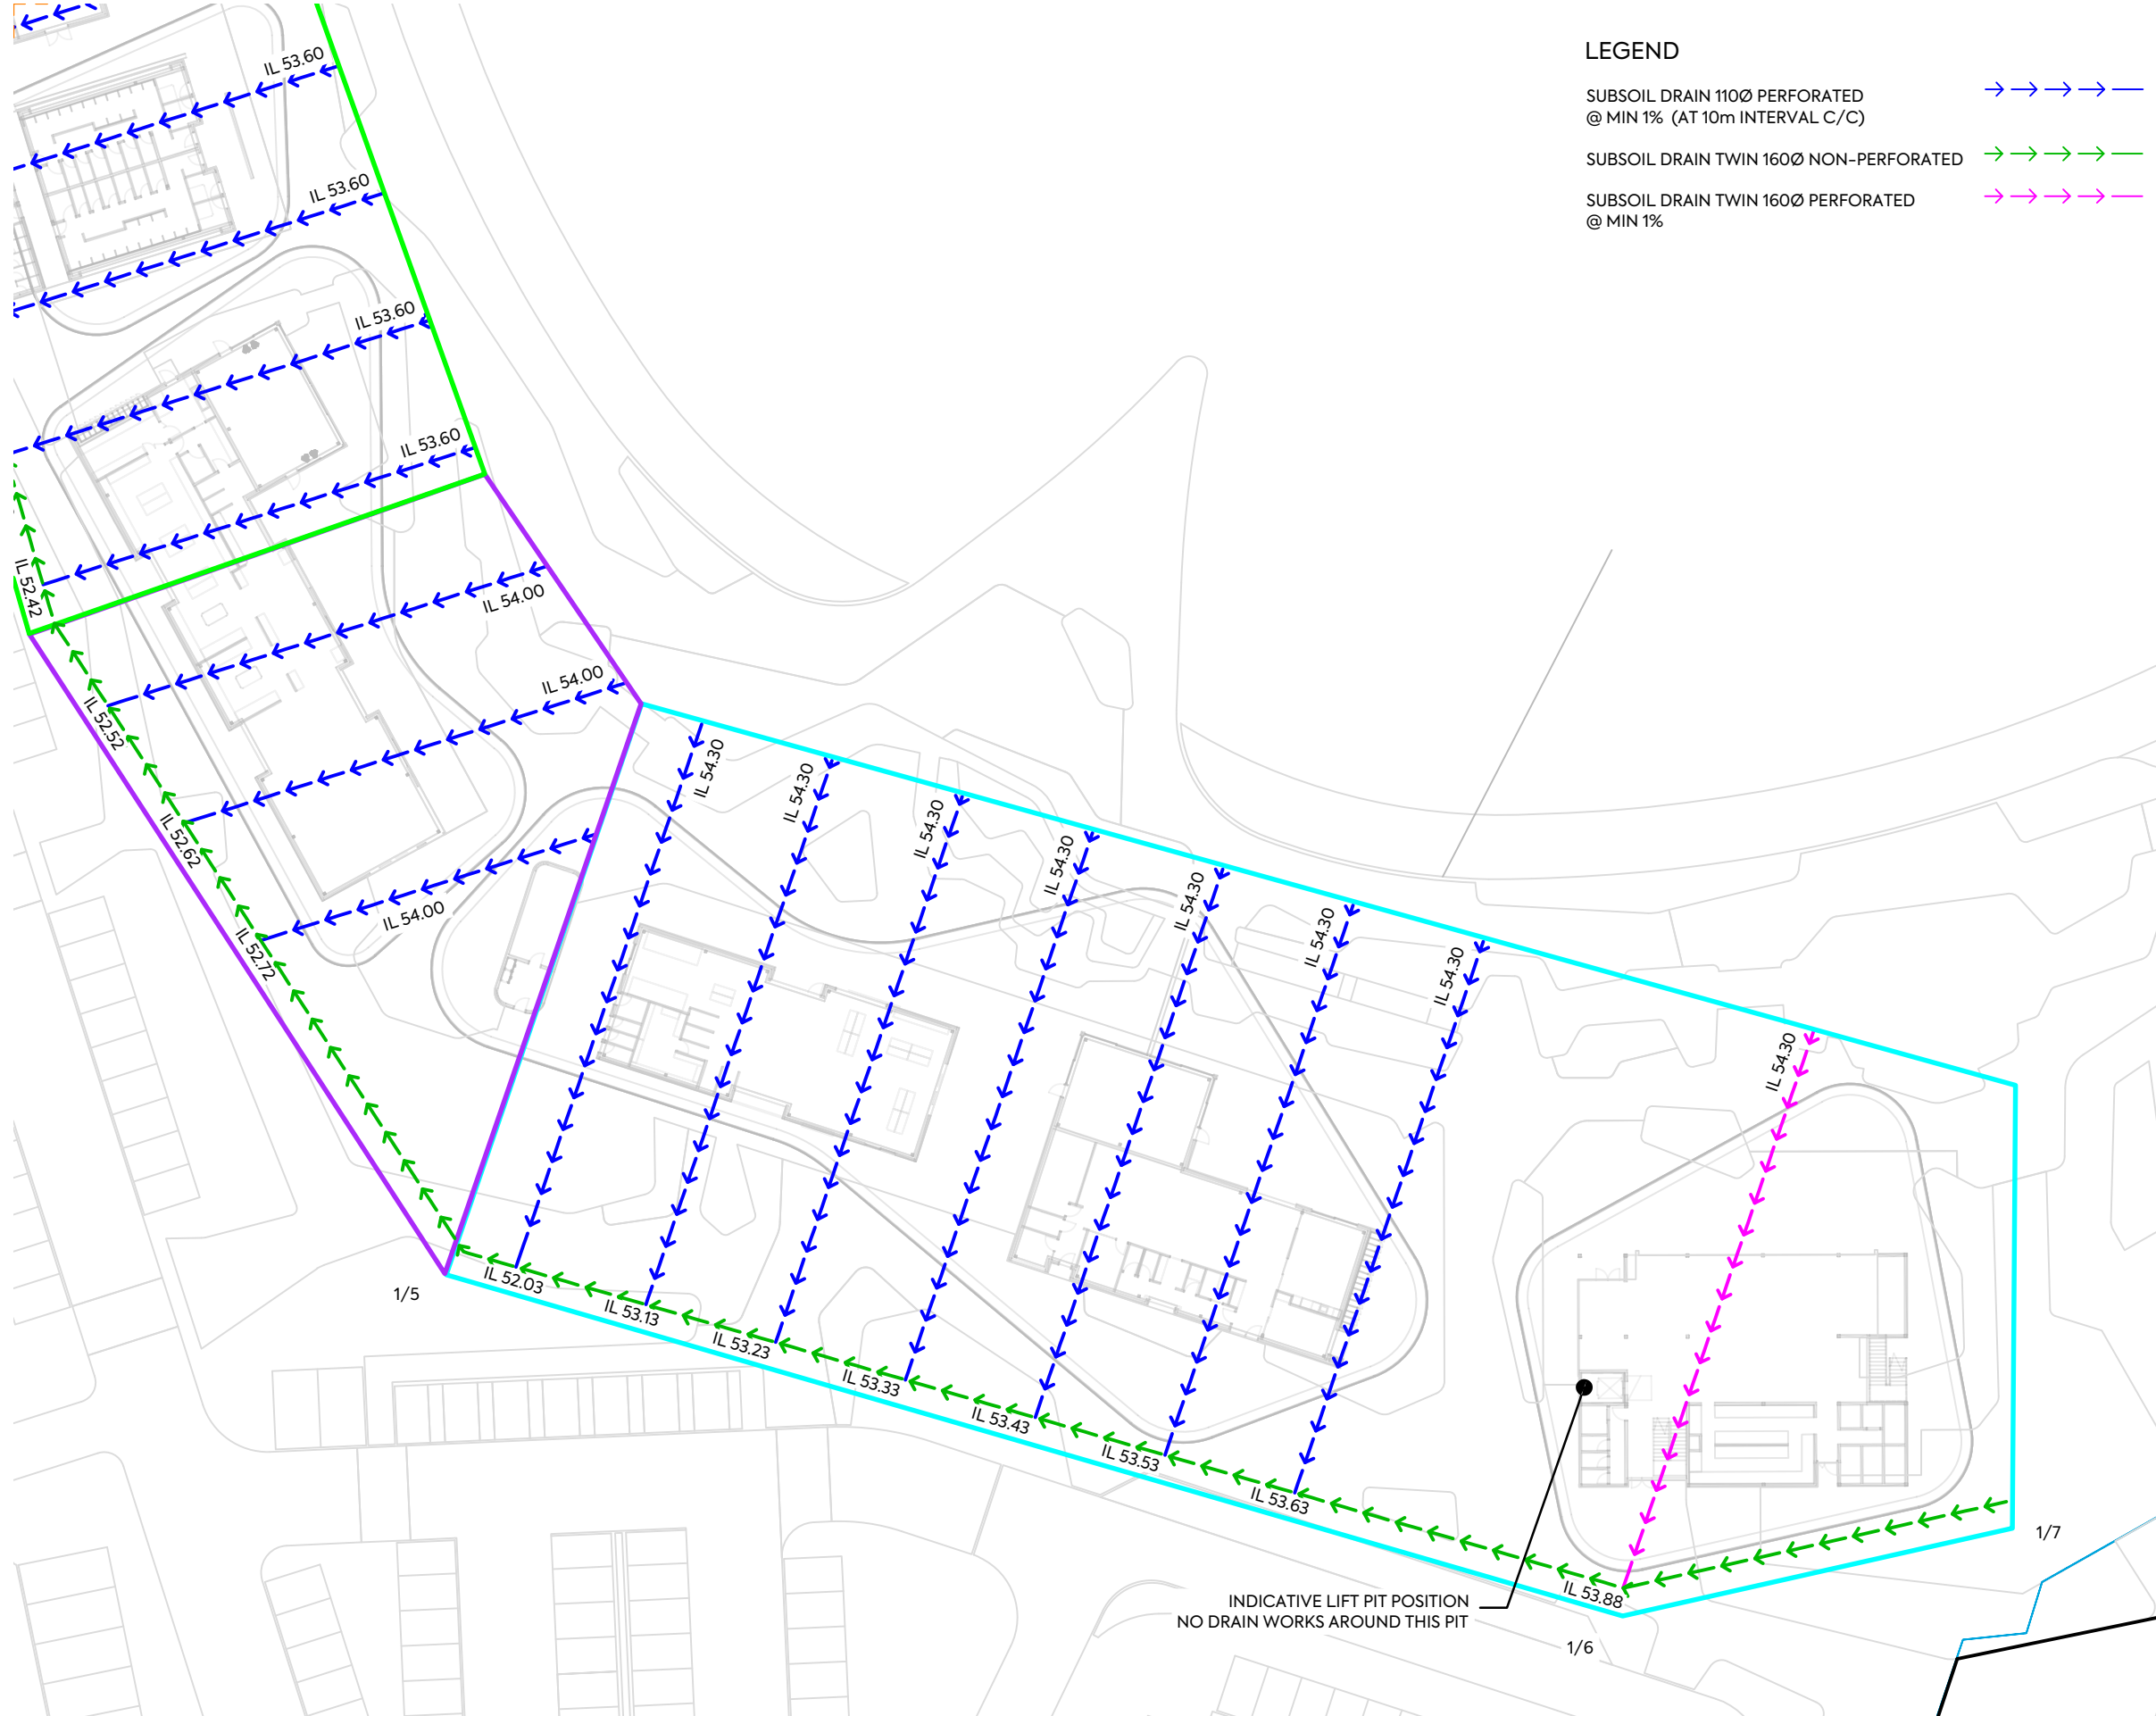 LEGEND
SUBSOIL DRAIN 110Ø PERFORATED
@ MIN 1% (AT 10m INTERVAL C/C)
SUBSOIL DRAIN TWIN 160Ø NON-PERFORATED
SUBSOIL DRAIN TWIN 160Ø PERFORATED
@ MIN 1%
IL 53.60
IL 53.60
IL 53.60
IL 53.60
IL 52.42
IL 54.00
IL 54.00
IL 52.52
IL 52.62
IL 54.00
IL 52.72
IL 54.30
IL 54.30
IL 54.30
IL 54.30
IL 54.30
IL 54.30
IL 54.30
IL 54.30
1/5
IL 52.03
IL 53.13
IL 53.23
IL 53.33
IL 53.43
IL 53.53
IL 53.63
IL 53.88
1/7
INDICATIVE LIFT PIT POSITION
NO DRAIN WORKS AROUND THIS PIT
1/6